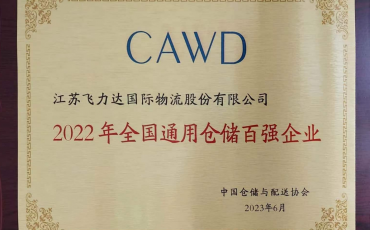 CAWD
江苏飞力达国际物流股份有限公司
2022年全国通用仓储百强企业
中国仓储与配送协会
2023年6月